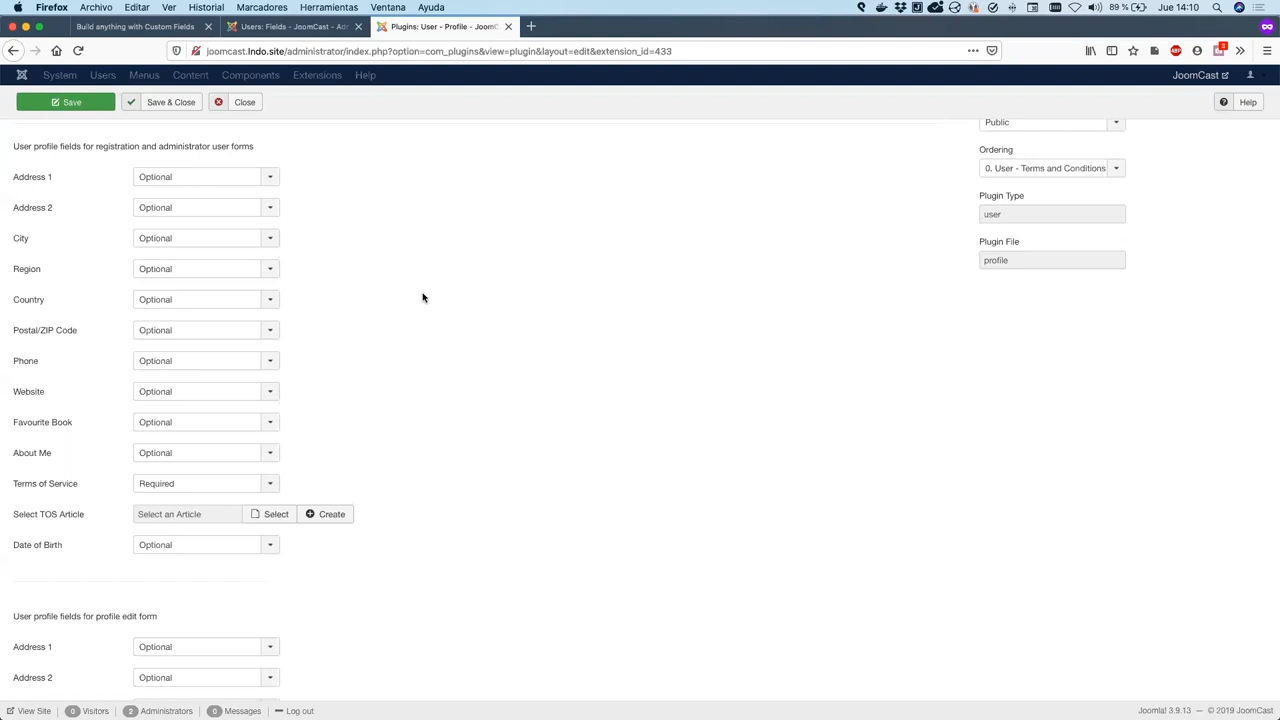 Firefox Archivo Editar Ver Historial Marcadores Herramientas Ventana Ayuda 89 % Jue 14:10
Build anything with Custom Fields Users: Fields - JoomCast - Adm Plugins: User - Profile - JoomC
joomcast.lndo.site/administrator/index.php?option=com_plugins&view=plugin&layout=edit&extension_id=433 3
System Users Menus Content Components Extensions Help JoomCast
Save Save & Close Close Help
Public
User profile fields for registration and administrator user forms
Ordering
Address 1 Optional
0. User - Terms and Conditions
Plugin Type
Address 2 Optional
user
City Optional
Plugin File
profile
Region Optional
Country Optional
Postal/ZIP Code Optional
Phone Optional
Website Optional
Favourite Book Optional
About Me Optional
Terms of Service Required
Select TOS Article Select an Article Select Create
Date of Birth Optional
User profile fields for profile edit form
Address 1 Optional
Address 2 Optional
View Site 0 Visitors 2 Administrators 0 Messages Log out Joomla! 3.9.13 — © 2019 JoomCast